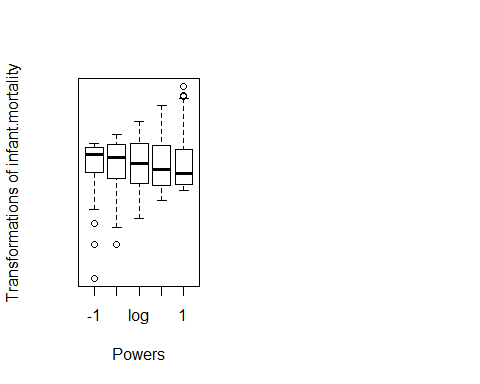 Transformations of infant.mortality
-1 log 1
Powers